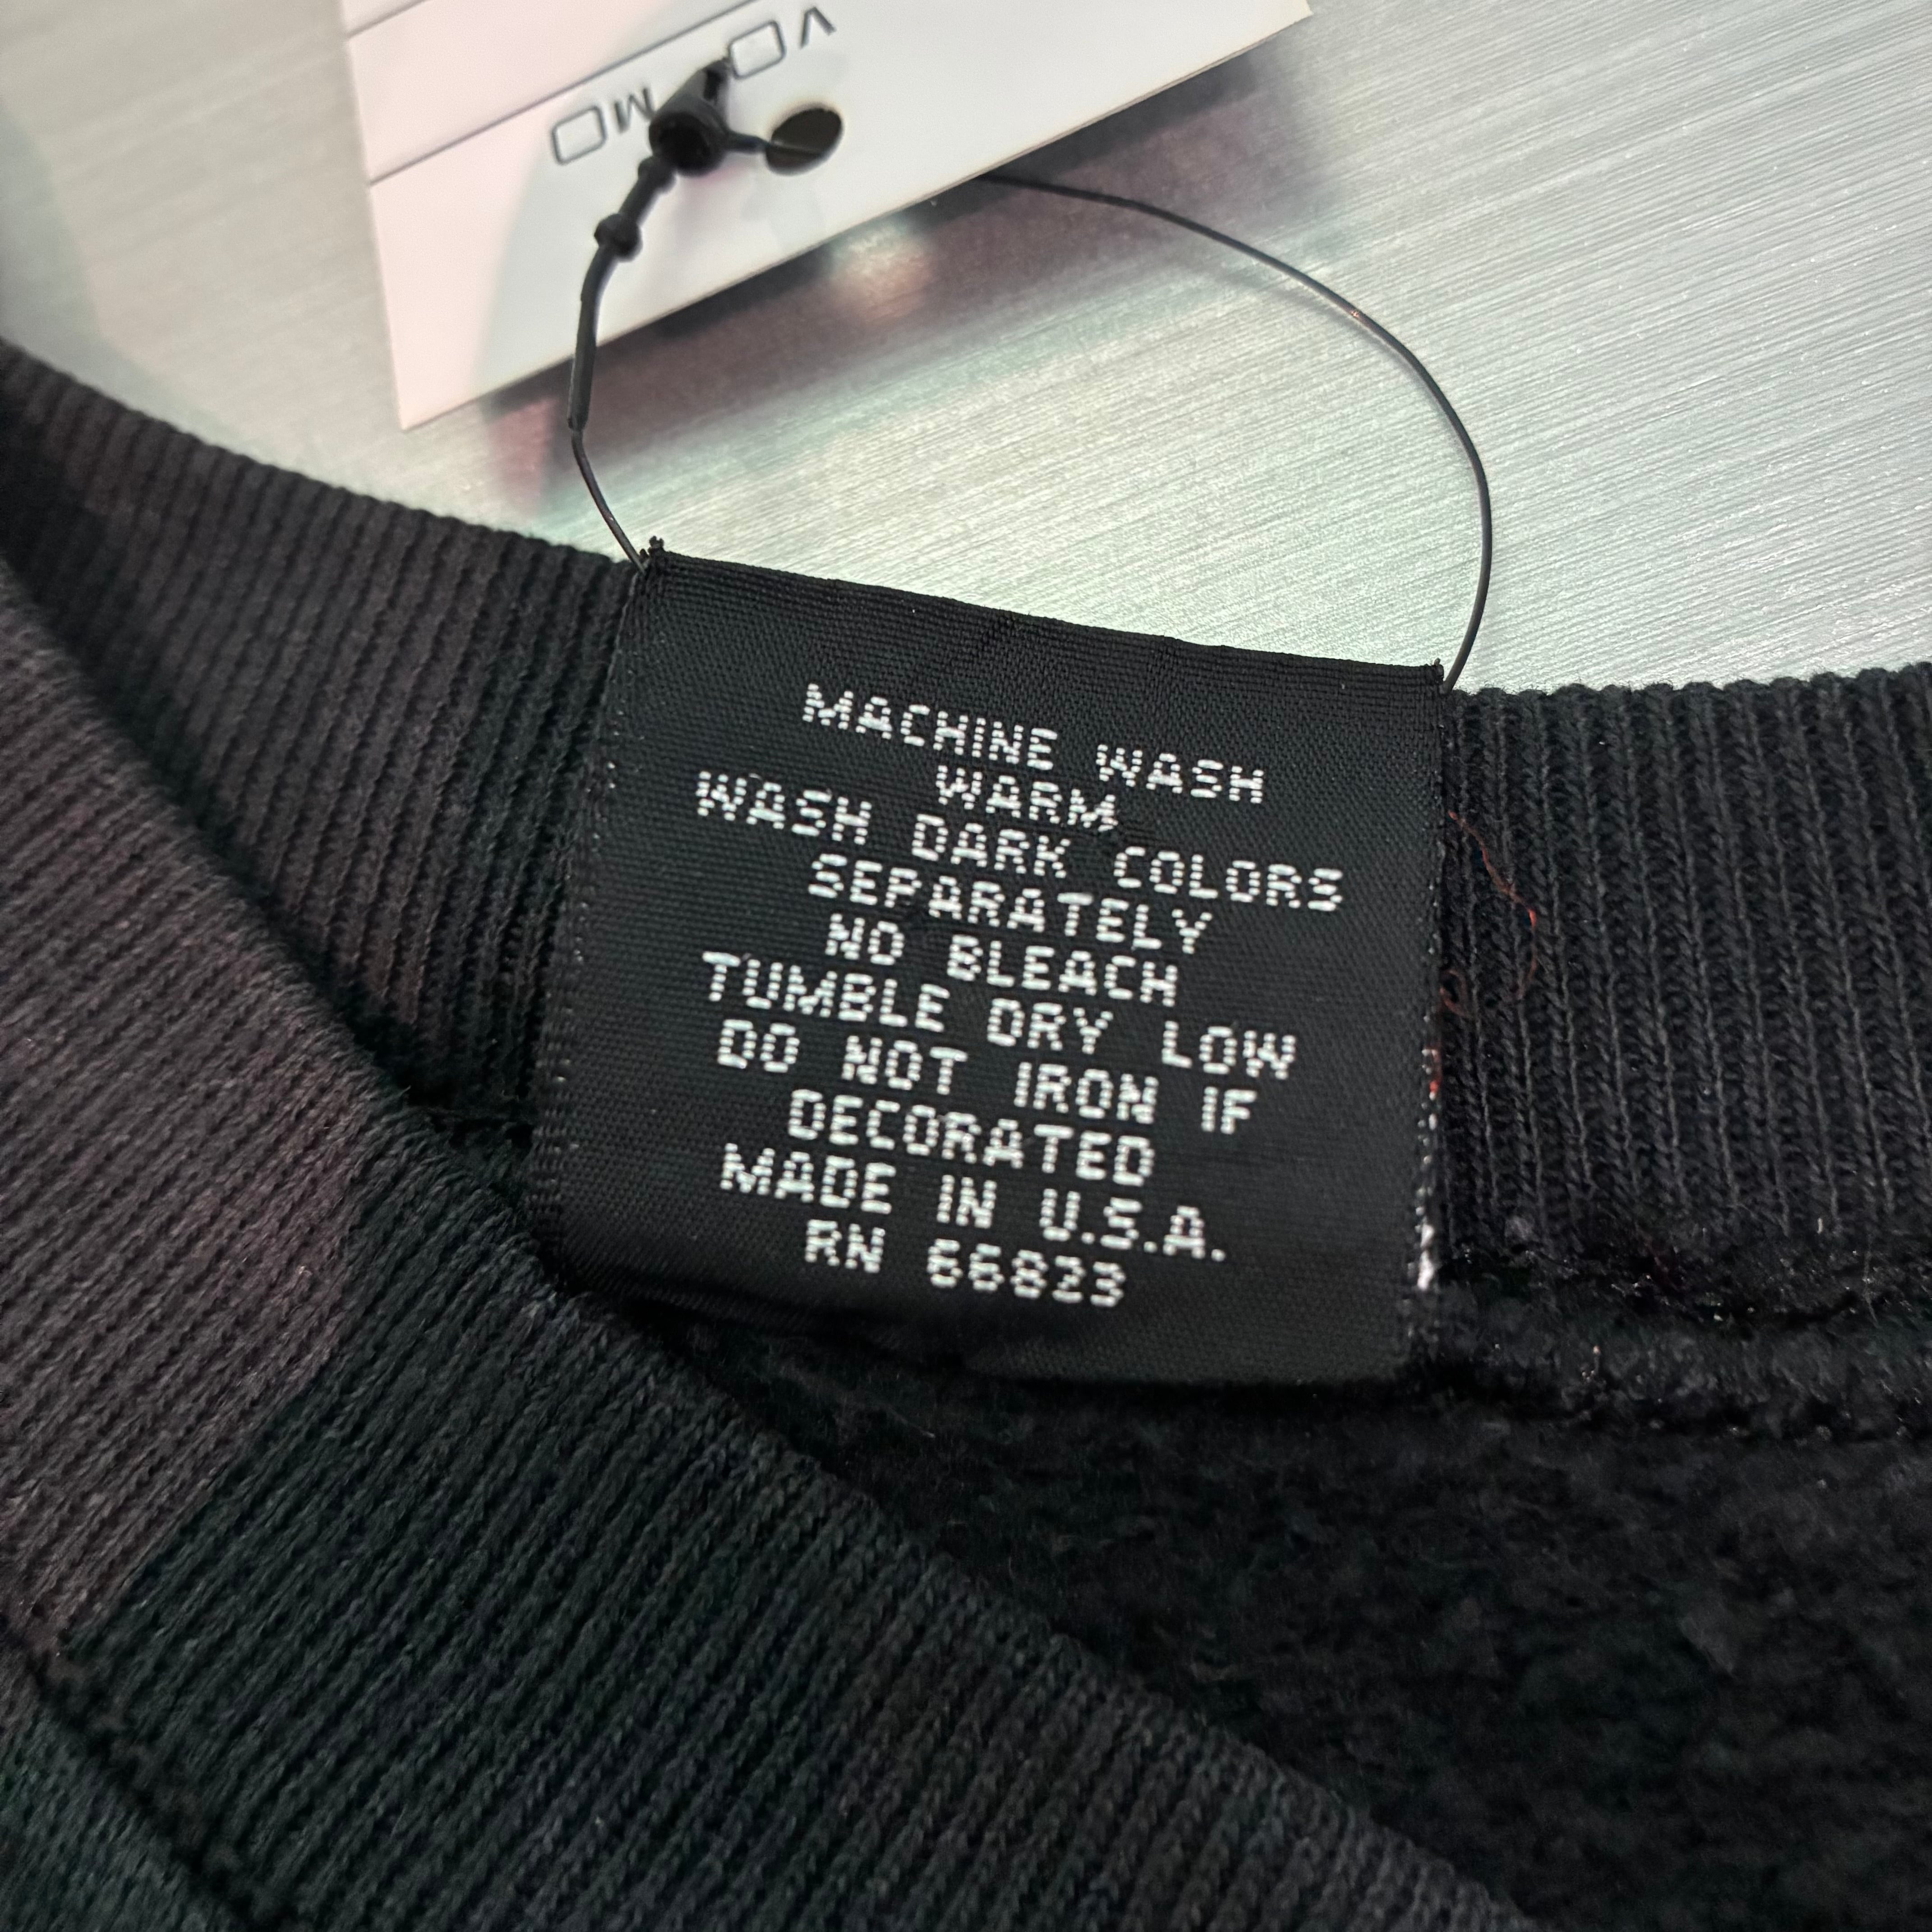 MACHINE WASH
WARM
WASH DARK COLORS
SEPARATELY
NO BLEACH
TUMBLE DRY LOW
DO NOT IRON IF
DECORATED
MADE IN U.S.A.
RN 66823